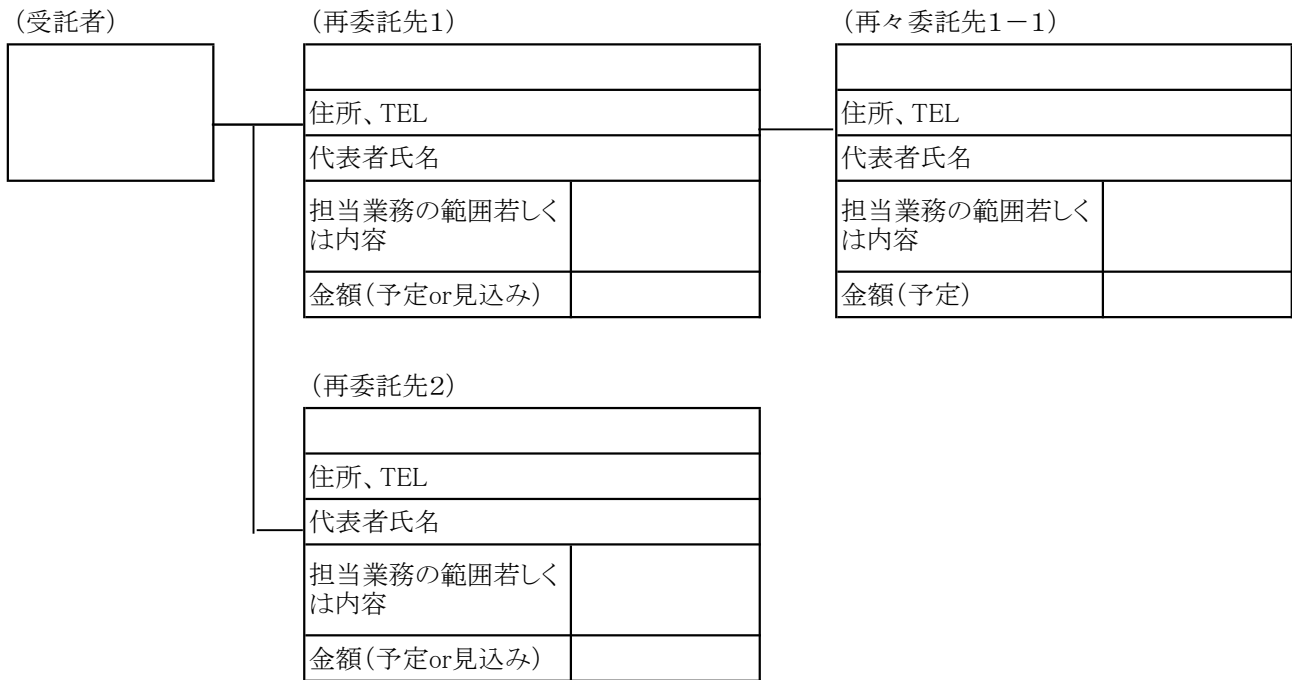 （受託者）
（再委託先１）
（再々委託先１－１）
住所、TEL
代表者氏名
担当業務の範囲若しく
は内容
金額（予定or見込み）
住所、TEL
代表者氏名
担当業務の範囲若しく
は内容
金額（予定）
（再委託先２）
住所、TEL
代表者氏名
担当業務の範囲若しく
は内容
金額（予定or見込み）